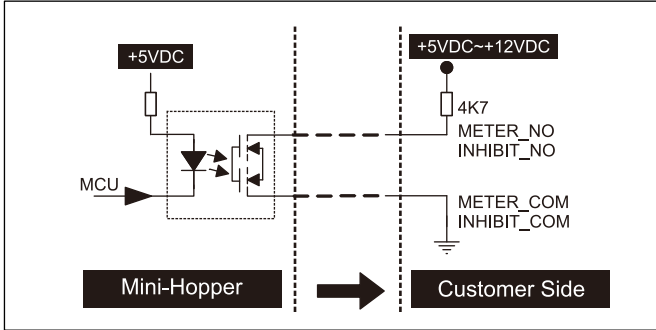 +5VDC
+5VDC~+12VDC
4K7
METER_NO
INHIBIT_NO
MCU
METER_COM
INHIBIT_COM
Mini-Hopper
Customer Side